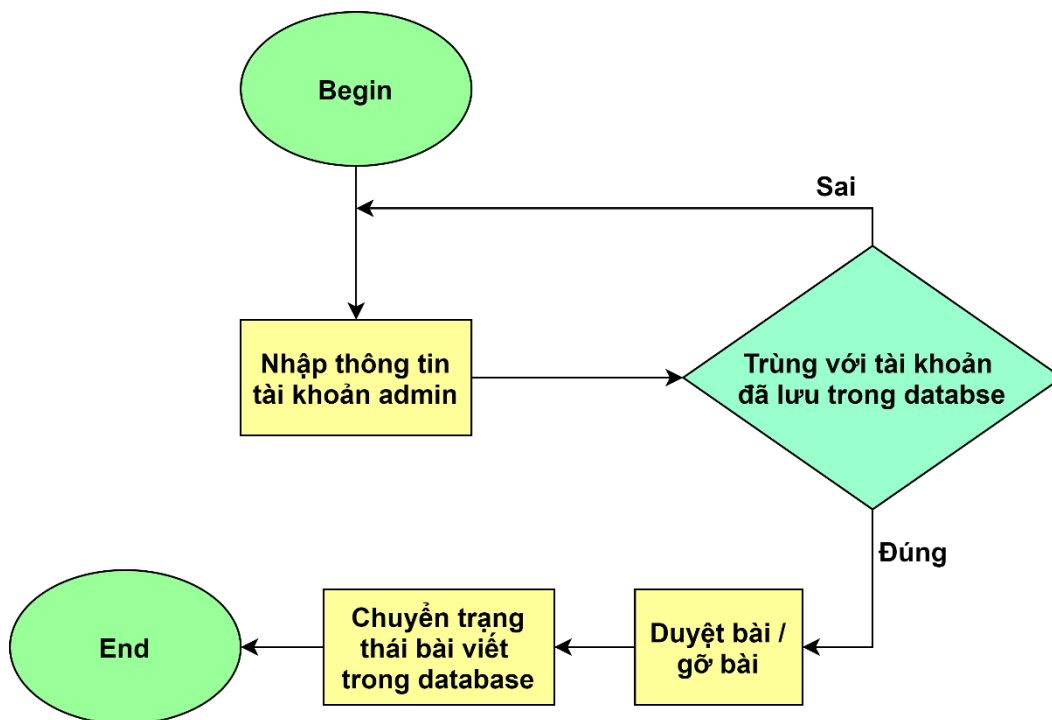 Begin
Sai
Nhập thông tin
tài khoản admin
Trùng với tài khoản
đã lưu trong databse
Đúng
Duyệt bài /
gỡ bài
Chuyển trạng
thái bài viết
trong database
End